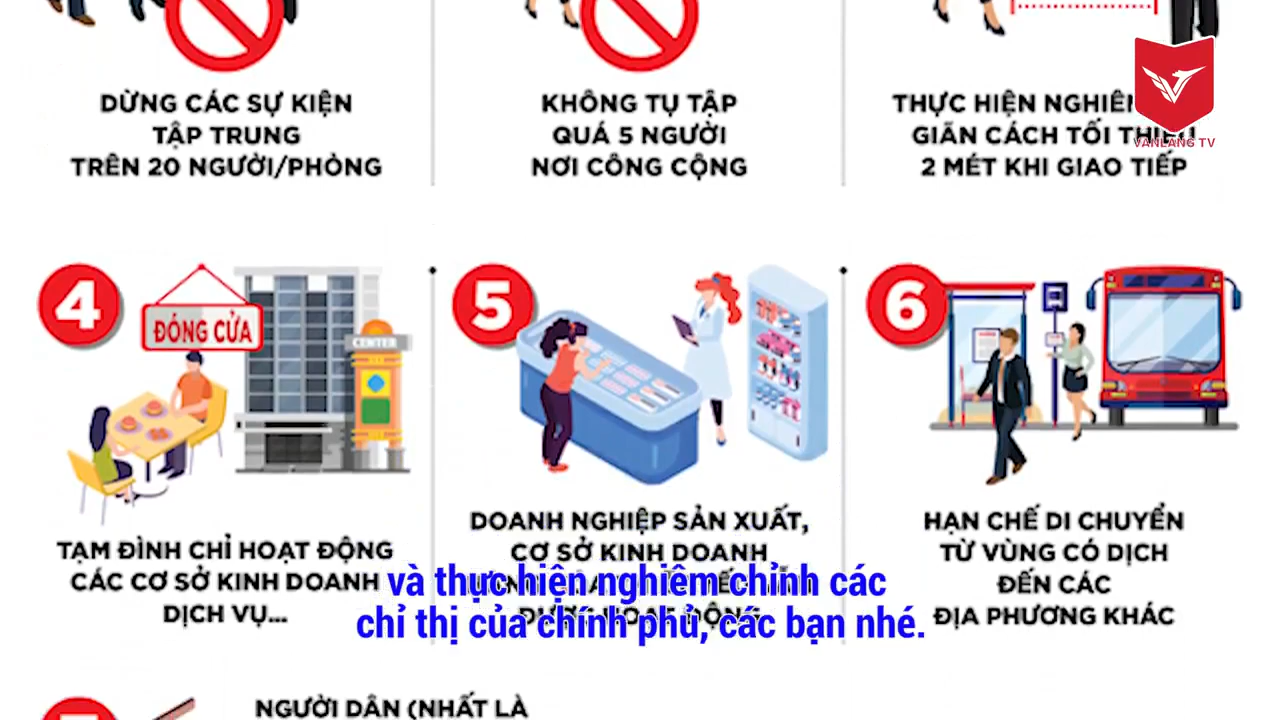 DỪNG CÁC SỰ KIỆN
TẬP TRUNG
TRÊN 20 NGƯỜI/PHÒNG
KHÔNG TỤ TẬP
QUÁ 5 NGƯỜI
NƠI CÔNG CỘNG
THỰC HIỆN NGHIÊM
GIÃN CÁCH TỐI THIỂU
2 MÉT KHI GIAO TIẾP
VANLANG TV
4
ĐÓNG CỬA
CENTER
TẠM ĐÌNH CHỈ HOẠT ĐỘNG
CÁC CƠ SỞ KINH DOANH
DỊCH VỤ...
5
DOANH NGHIỆP SẢN XUẤT,
CƠ SỞ KINH DOANH
6
HẠN CHẾ DI CHUYỂN
TỪ VÙNG CÓ DỊCH
ĐẾN CÁC
ĐỊA PHƯƠNG KHÁC
và thực hiện nghiêm chỉnh các
chỉ thị của chính phủ, các bạn nhé.
NGƯỜI DÂN (NHẤT LÀ